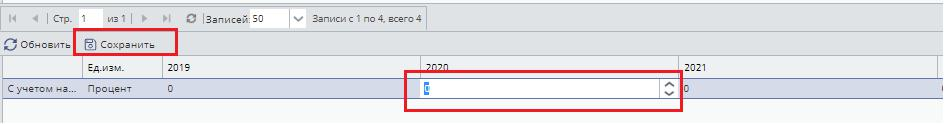 Стр. 1 из 1 Записей: 50 Записи с 1 по 4, всего 4
Обновить Сохранить
Ед.изм. 2019 2020 2021
С учетом на... Процент 0 0 0